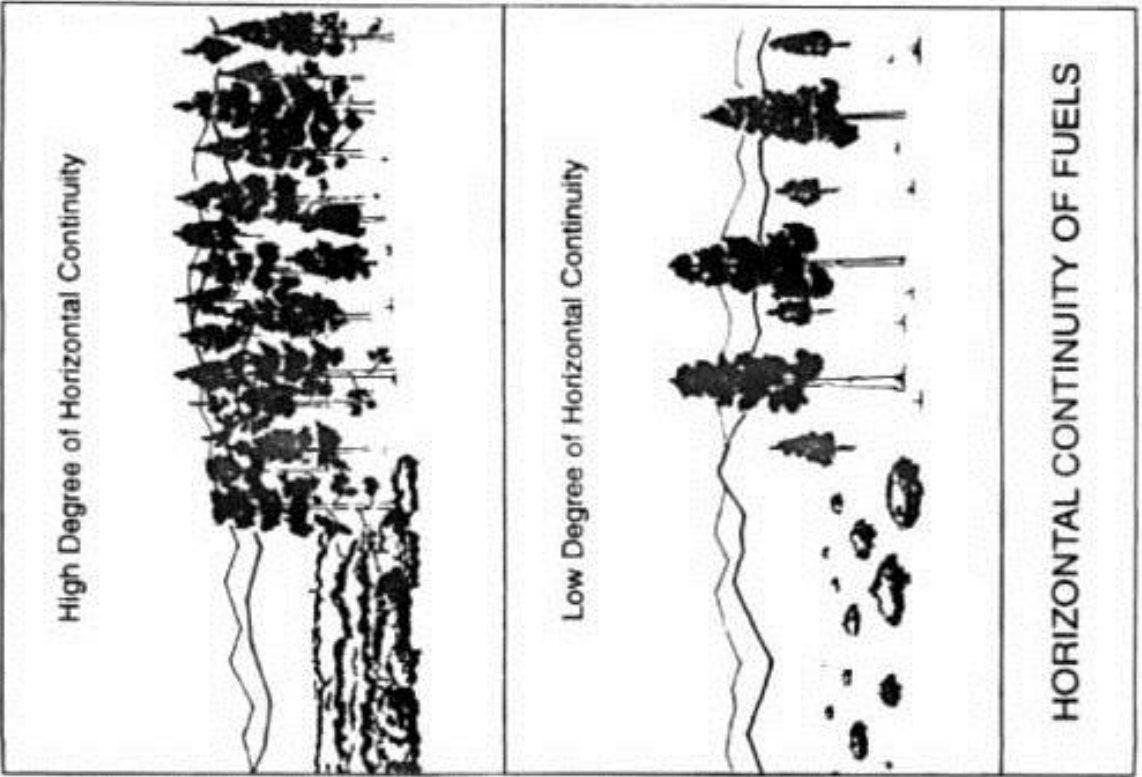 High Degree of Horizontal Continuity
Low Degree of Horizontal Continuity
HORIZONTAL CONTINUITY OF FUELS